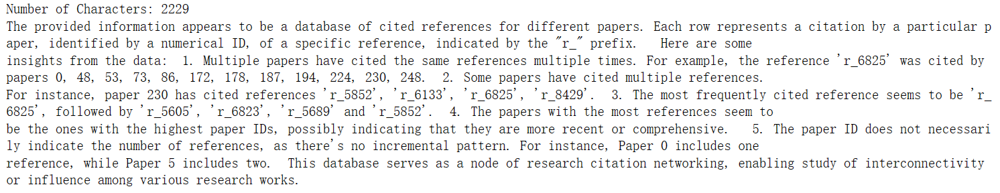 Number of Characters: 2229
The provided information appears to be a database of cited references for different papers. Each row represents a citation by a particular p
aper, identified by a numerical ID, of a specific reference, indicated by the "r_" prefix.   Here are some
insights from the data:  1. Multiple papers have cited the same references multiple times. For example, the reference 'r_6825' was cited by
papers 0, 48, 53, 73, 86, 172, 178, 187, 194, 224, 230, 248.  2. Some papers have cited multiple references.
For instance, paper 230 has cited references 'r_5852', 'r_6133', 'r_6825', 'r_8429'.  3. The most frequently cited reference seems to be 'r_
6825', followed by 'r_5605', 'r_6823', 'r_5689' and 'r_5852'.  4. The papers with the most references seem to
be the ones with the highest paper IDs, possibly indicating that they are more recent or comprehensive.   5. The paper ID does not necessari
ly indicate the number of references, as there's no incremental pattern. For instance, Paper 0 includes one
reference, while Paper 5 includes two.  This database serves as a node of research citation networking, enabling study of interconnectivity
or influence among various research works.